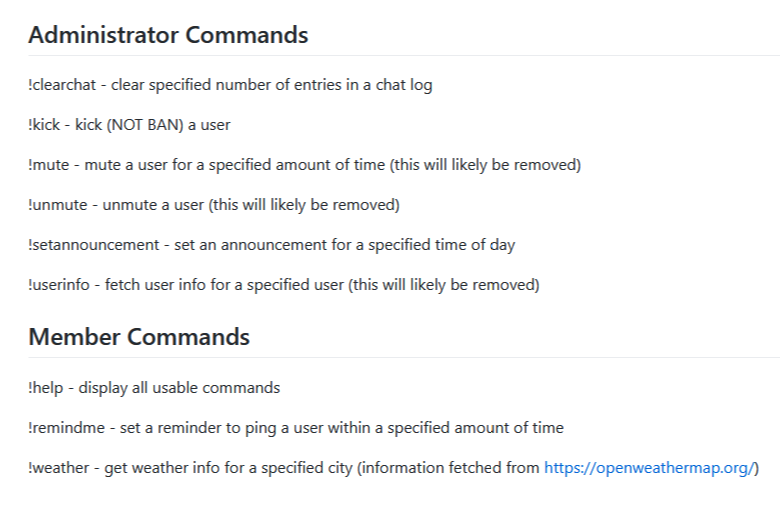 Administrator Commands
!clearchat - clear specified number of entries in a chat log
!kick - kick (NOT BAN) a user
!mute - mute a user for a specified amount of time (this will likely be removed)
!unmute - unmute a user (this will likely be removed)
!setannouncement - set an announcement for a specified time of day
!userinfo - fetch user info for a specified user (this will likely be removed)
Member Commands
!help - display all usable commands
!remindme - set a reminder to ping a user within a specified amount of time
!weather - get weather info for a specified city (information fetched from https://openweathermap.org/)